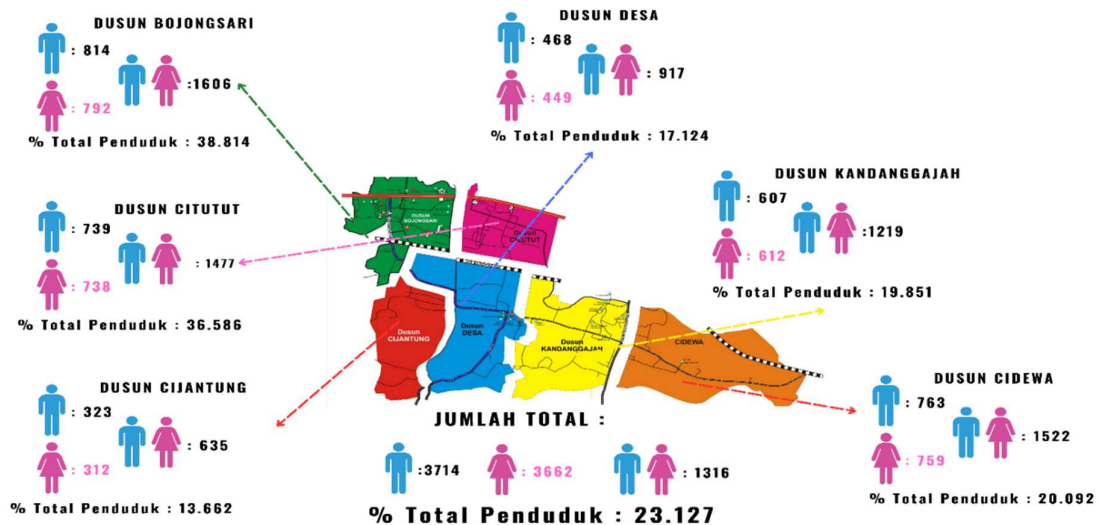 DUSUN BOJONGSARI
: 814
:1606
: 792
% Total Penduduk : 38.814
DUSUN DESA
: 468
: 917
: 449
% Total Penduduk : 17.124
DUSUN KANDANGGAJAH
: 607
:1219
: 612
% Total Penduduk : 19.851
DUSUN CITUTUT
: 739
: 1477
: 738
% Total Penduduk : 36.586
DUSUN
BOJONGSARI
Dusun
Dusun
CIJANTUNG
Dusun
DESA
Dusun
KANDANGGAJAH
CIDEWA
DUSUN CIJANTUNG
: 323
: 635
: 312
% Total Penduduk : 13.662
DUSUN CIDEWA
: 763
: 1522
: 759
% Total Penduduk : 20.092
JUMLAH TOTAL :
:3714
: 3662
: 1316
% Total Penduduk : 23.127